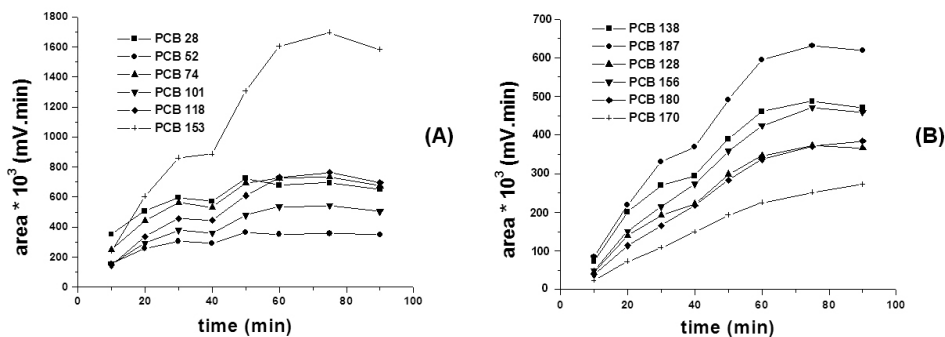 1800
1600
1400
1200
1000
800
600
400
200
0
area * 10³ (mV.min)
PCB 28
PCB 52
PCB 74
PCB 101
PCB 118
PCB 153
(A)
0 20 40 60 80 100
time (min)
700
600
500
400
300
200
100
0
area * 10³ (mV.min)
PCB 138
PCB 187
PCB 128
PCB 156
PCB 180
PCB 170
(B)
0 20 40 60 80 100
time (min)